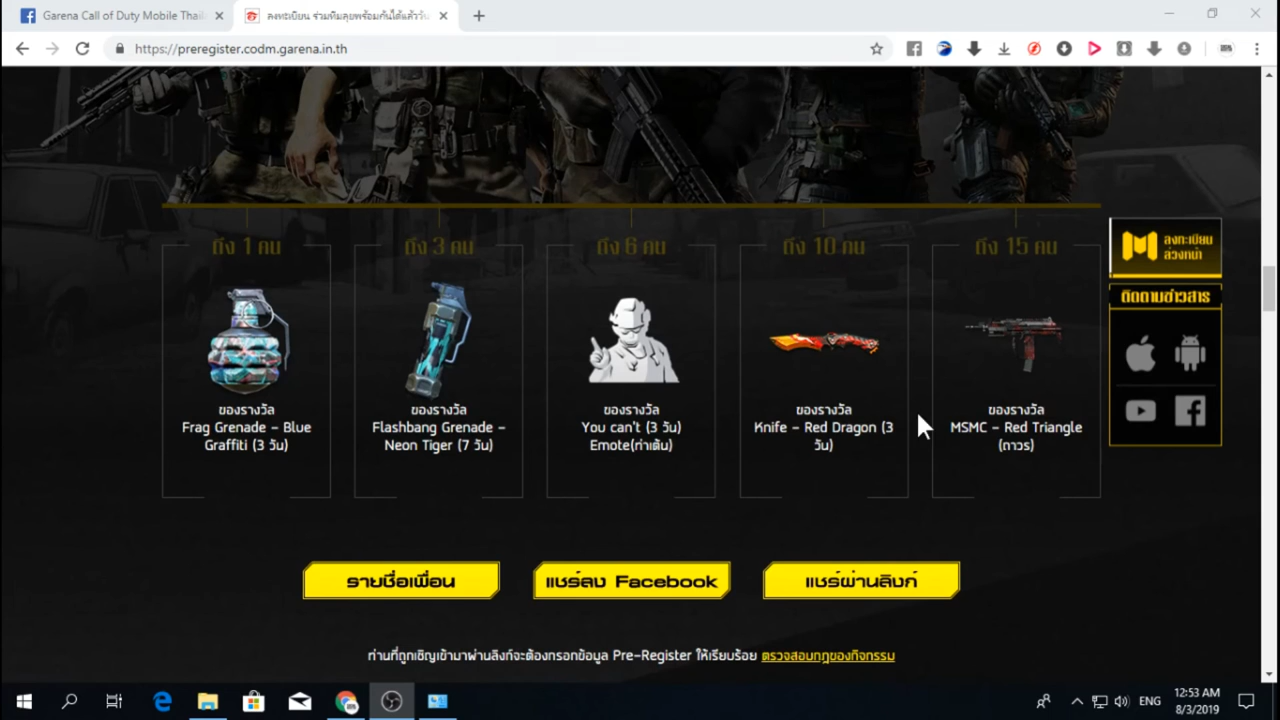 Garena Call of Duty Mobile Thail
ลงทะเบียน ร่วมทีมลุยพร้อมกันได้แล้ววัน
https://preregister.codm.garena.in.th
ถึง 1 คน
ถึง 3 คน
ถึง 6 คน
ถึง 10 คน
ถึง 15 คน
ลงทะเบียน
ล่วงหน้า
ติดตามข่าวสาร
ของรางวัล
Frag Grenade – Blue
Graffiti (3 วัน)
ของรางวัล
Flashbang Grenade –
Neon Tiger (7 วัน)
ของรางวัล
You can't (3 วัน)
Emote(ท่าเต้น)
ของรางวัล
Knife – Red Dragon (3
วัน)
ของรางวัล
MSMC – Red Triangle
(ถาวร)
รายชื่อเพื่อน
แชร์ลง Facebook
แชร์ผ่านลิงก์
ท่านที่ถูกเชิญเข้ามาผ่านลิงก์จะต้องกรอกข้อมูล Pre-Register ให้เรียบร้อย ตรวจสอบกฎของกิจกรรม
ENG
12:53 AM
8/3/2019